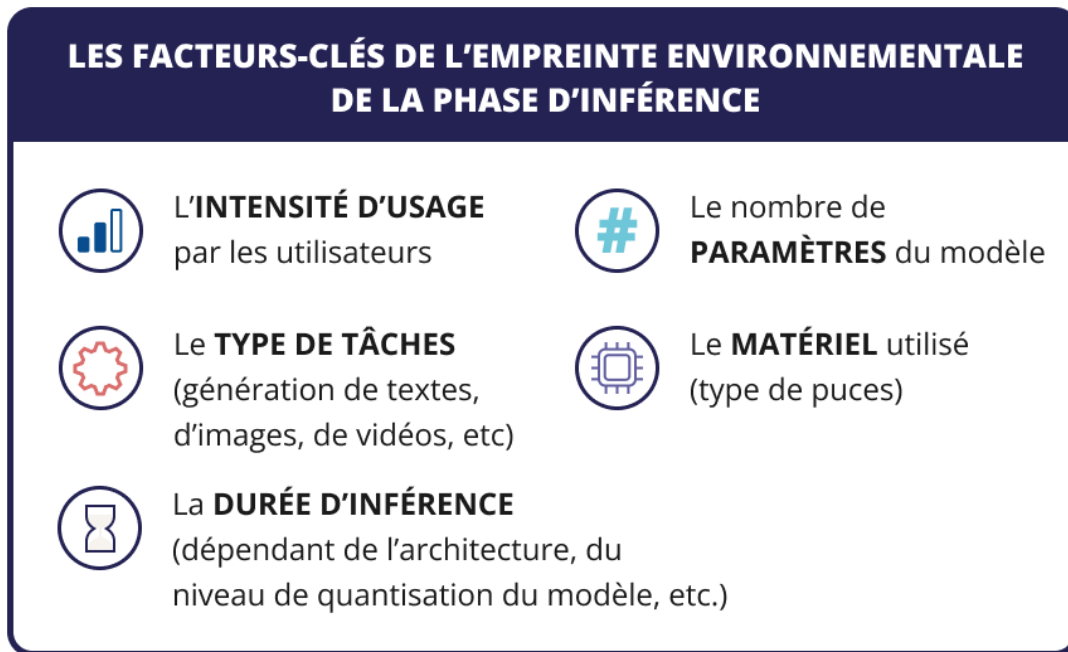 LES FACTEURS-CLÉS DE L'EMPREINTE ENVIRONNEMENTALE
DE LA PHASE D'INFÉRENCE
L'INTENSITÉ D'USAGE
par les utilisateurs
Le nombre de
PARAMÈTRES du modèle
Le TYPE DE TÂCHES
(génération de textes,
d'images, de vidéos, etc)
Le MATÉRIEL utilisé
(type de puces)
La DURÉE D'INFÉRENCE
(dépendant de l'architecture, du
niveau de quantisation du modèle, etc.)